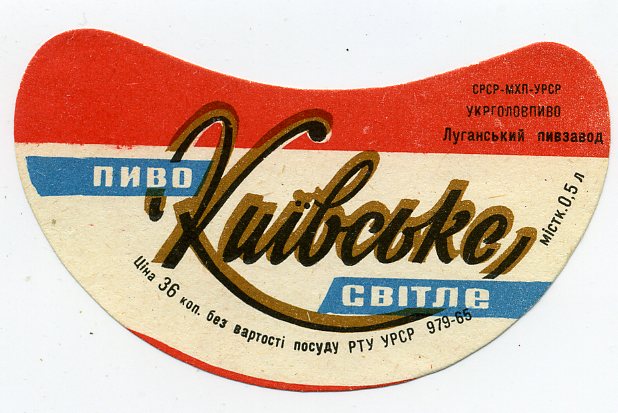 СРСР-МХП-УРСР
УКРГОЛОВПИВО
Луганський пивзавод
ПИВО
Київське
СВІТЛЕ
містк.0,5 л
Ціна 36 коп. без вартості посуду РТУ УРСР 979-65